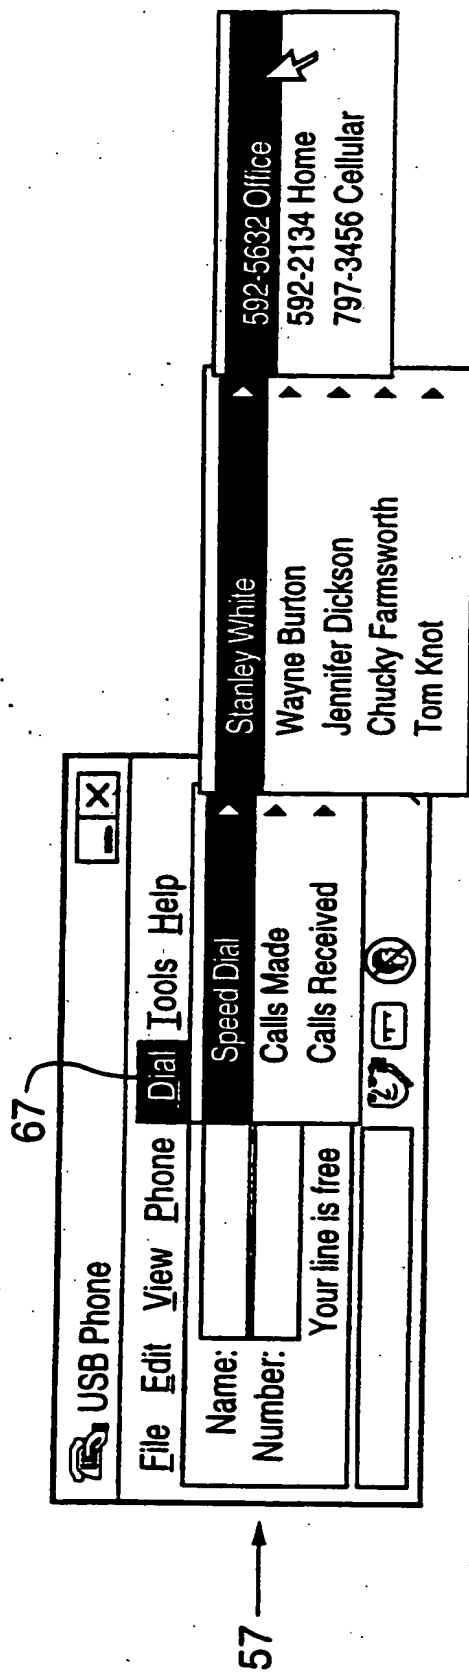 67
57
USB Phone
File Edit View Phone Dial Tools Help
Name:
Number:
Your line is free
Speed Dial
Calls Made
Calls Received
Stanley White
Wayne Burton
Jennifer Dickson
Chucky Farmsworth
Tom Knot
592-5632 Office
592-2134 Home
797-3456 Cellular